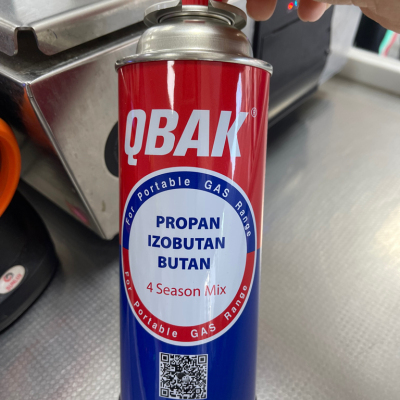 QBAK®
For Portable GAS Range
PROPAN
IZOBUTAN
BUTAN
4 Season Mix
For Portable GAS Range